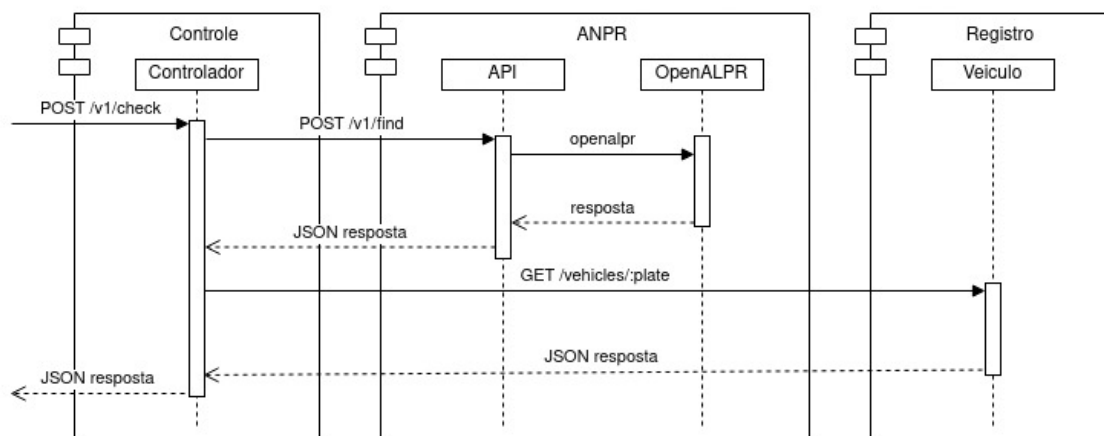 Controle
ANPR
Registro
Controlador
API
OpenALPR
Veiculo
POST /v1/check
POST /v1/find
openalpr
resposta
JSON resposta
GET /vehicles/:plate
JSON resposta
JSON resposta